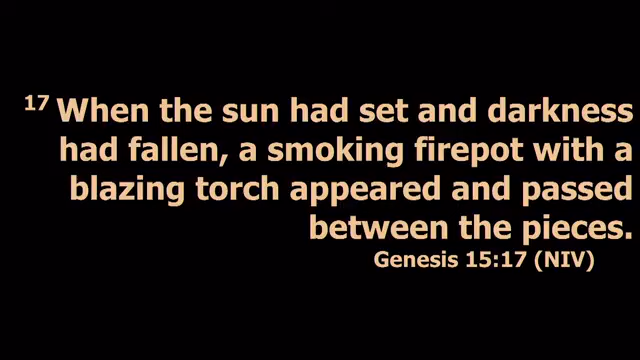 17 When the sun had set and darkness
had fallen, a smoking firepot with a
blazing torch appeared and passed
between the pieces.
Genesis 15:17 (NIV)